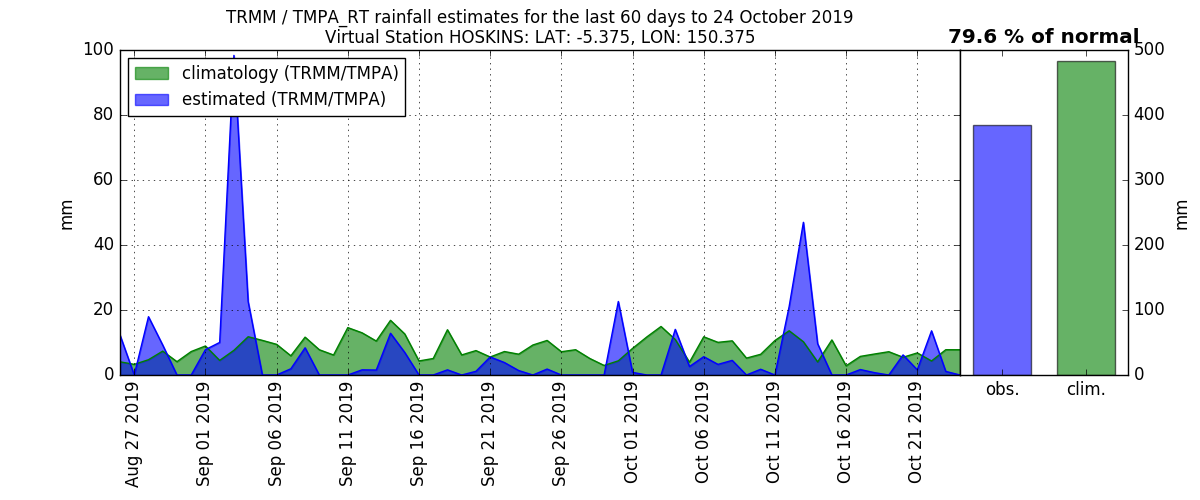 TRMM / TMPA_RT rainfall estimates for the last 60 days to 24 October 2019
Virtual Station HOSKINS: LAT: -5.375, LON: 150.375
79.6 % of normal
climatology (TRMM/TMPA)
estimated (TRMM/TMPA)
100
80
60
40
20
0
mm
Aug 27 2019
Sep 01 2019
Sep 06 2019
Sep 11 2019
Sep 16 2019
Sep 21 2019
Sep 26 2019
Oct 01 2019
Oct 06 2019
Oct 11 2019
Oct 16 2019
Oct 21 2019
obs.
clim.
500
400
300
200
100
0
mm